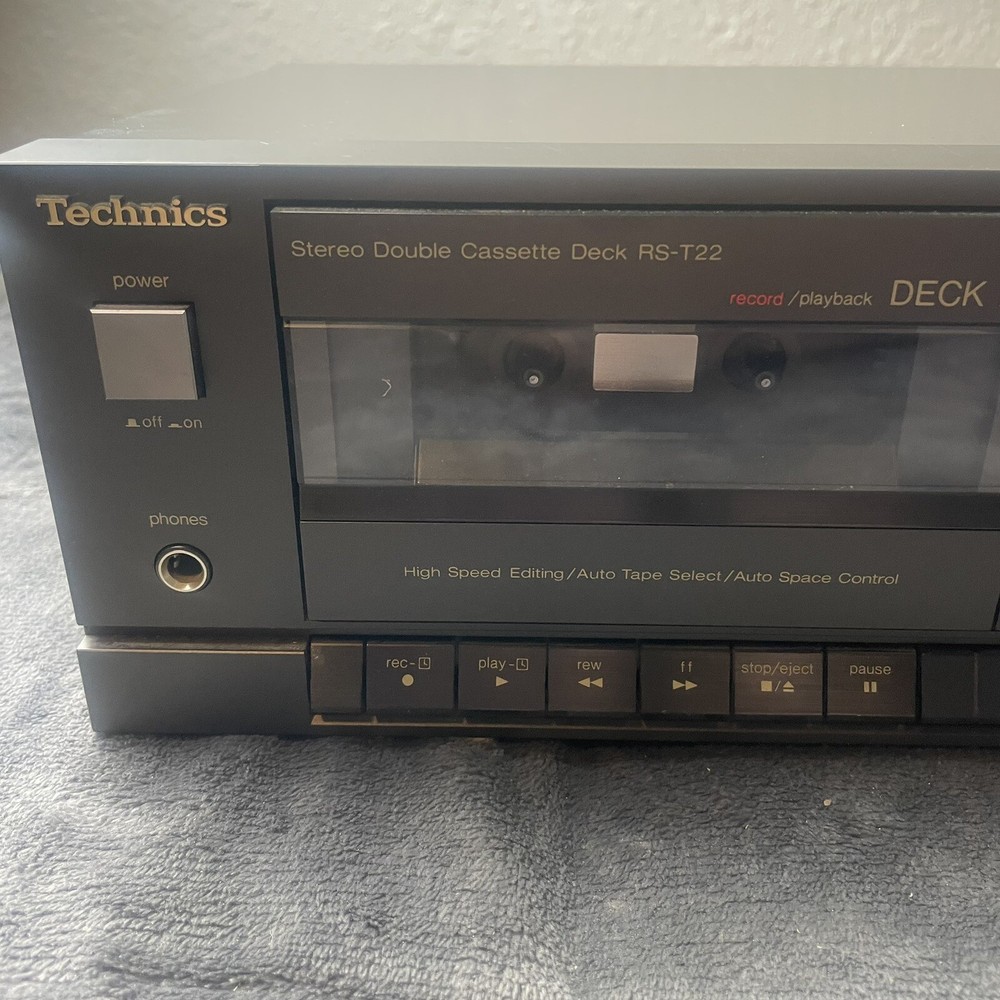 Technics
Stereo Double Cassette Deck RS-T22
record / playback DECK
power
off on
phones
High Speed Editing / Auto Tape Select / Auto Space Control
rec- play- rew ff stop/eject pause